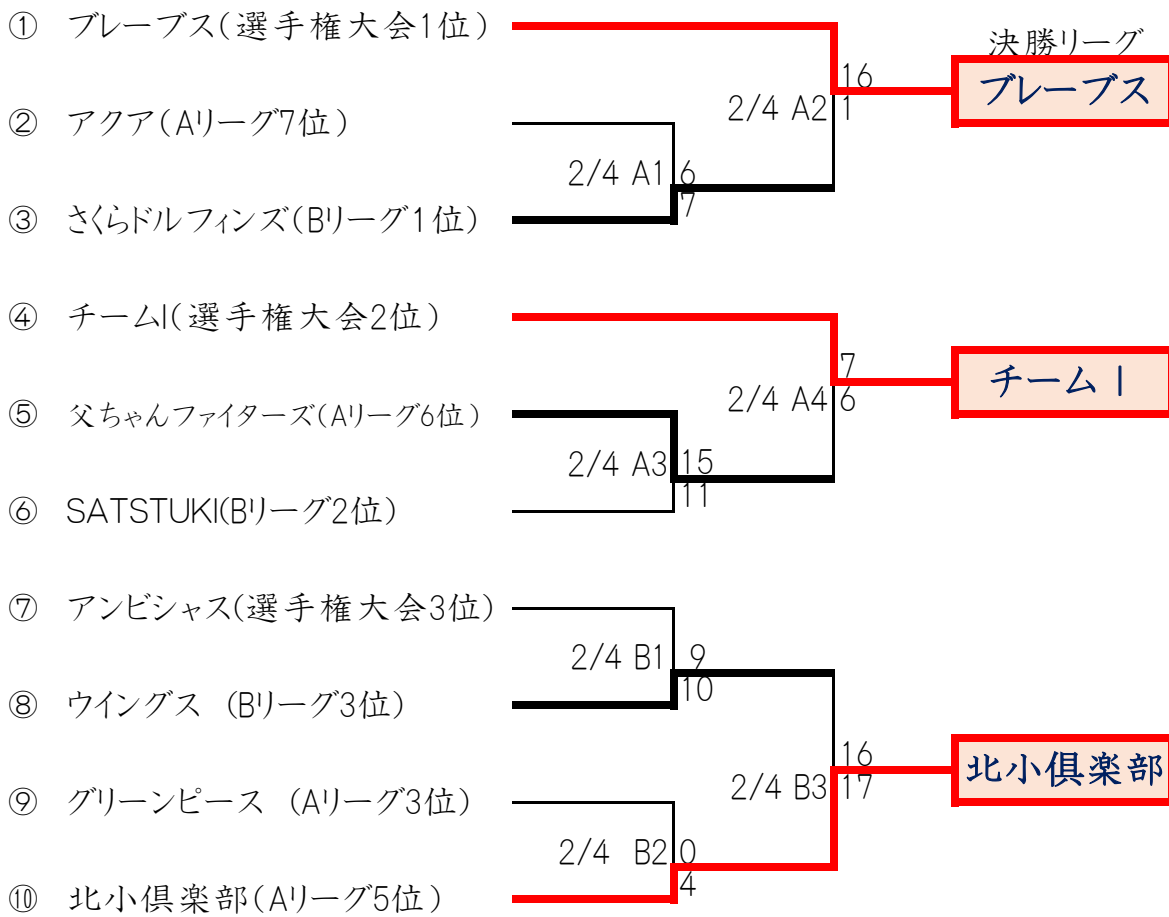 ① ブレーブス(選手権大会1位)
決勝リーグ
ブレーブス
16
2/4 A2 1
② アクア(Aリーグ7位)
2/4 A1 6
7
③ さくらドルフィンズ(Bリーグ1位)
④ チームI(選手権大会2位)
7
チーム I
2/4 A4 6
⑤ 父ちゃんファイターズ(Aリーグ6位)
2/4 A3 15
11
⑥ SATSTUKI(Bリーグ2位)
⑦ アンビシャス(選手権大会3位)
2/4 B1 9
10
⑧ ウイングス (Bリーグ3位)
16
北小倶楽部
2/4 B3 17
⑨ グリーンピース (Aリーグ3位)
2/4 B2 0
4
⑩ 北小倶楽部(Aリーグ5位)